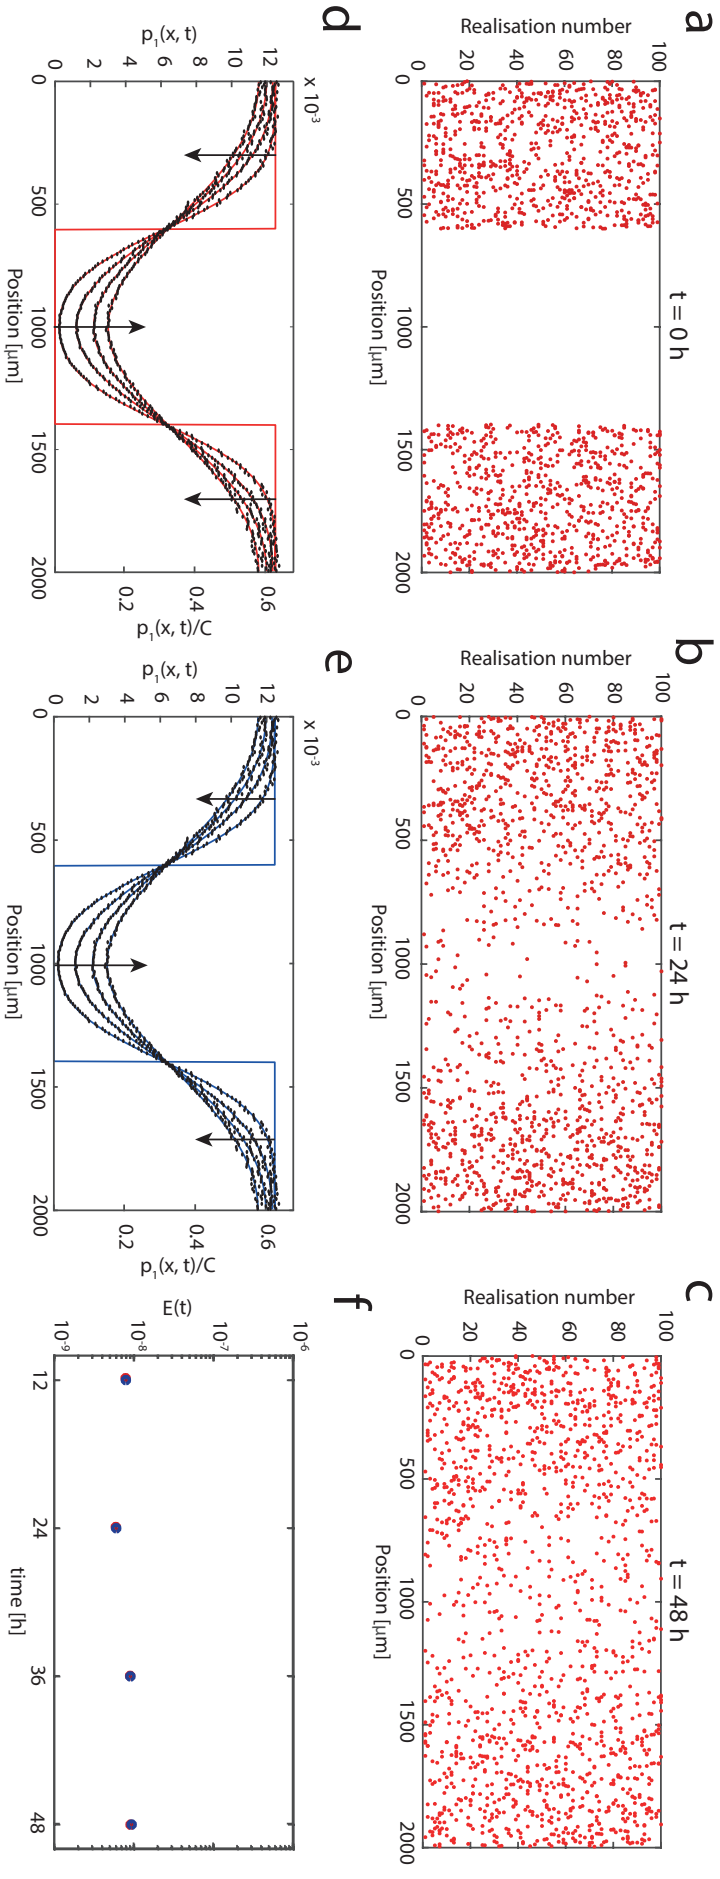 a
t = 0 h
Realisation number
100
80
60
40
20
0
0
500
1000
1500
2000
Position [μm]
b
t = 24 h
Realisation number
100
80
60
40
20
0
0
500
1000
1500
2000
Position [μm]
c
t = 48 h
Realisation number
100
80
60
40
20
0
0
500
1000
1500
2000
Position [μm]
d
x 10⁻³
p₁(x, t)
12
10
8
6
4
2
0
0
500
1000
1500
2000
Position [μm]
0.6
0.4
0.2
p₁(x, t)/C
e
x 10⁻³
p₁(x, t)
12
10
8
6
4
2
0
0
500
1000
1500
2000
Position [μm]
0.6
0.4
0.2
p₁(x, t)/C
f
E(t)
10⁻⁶
10⁻⁷
10⁻⁸
10⁻⁹
12
24
36
48
time [h]